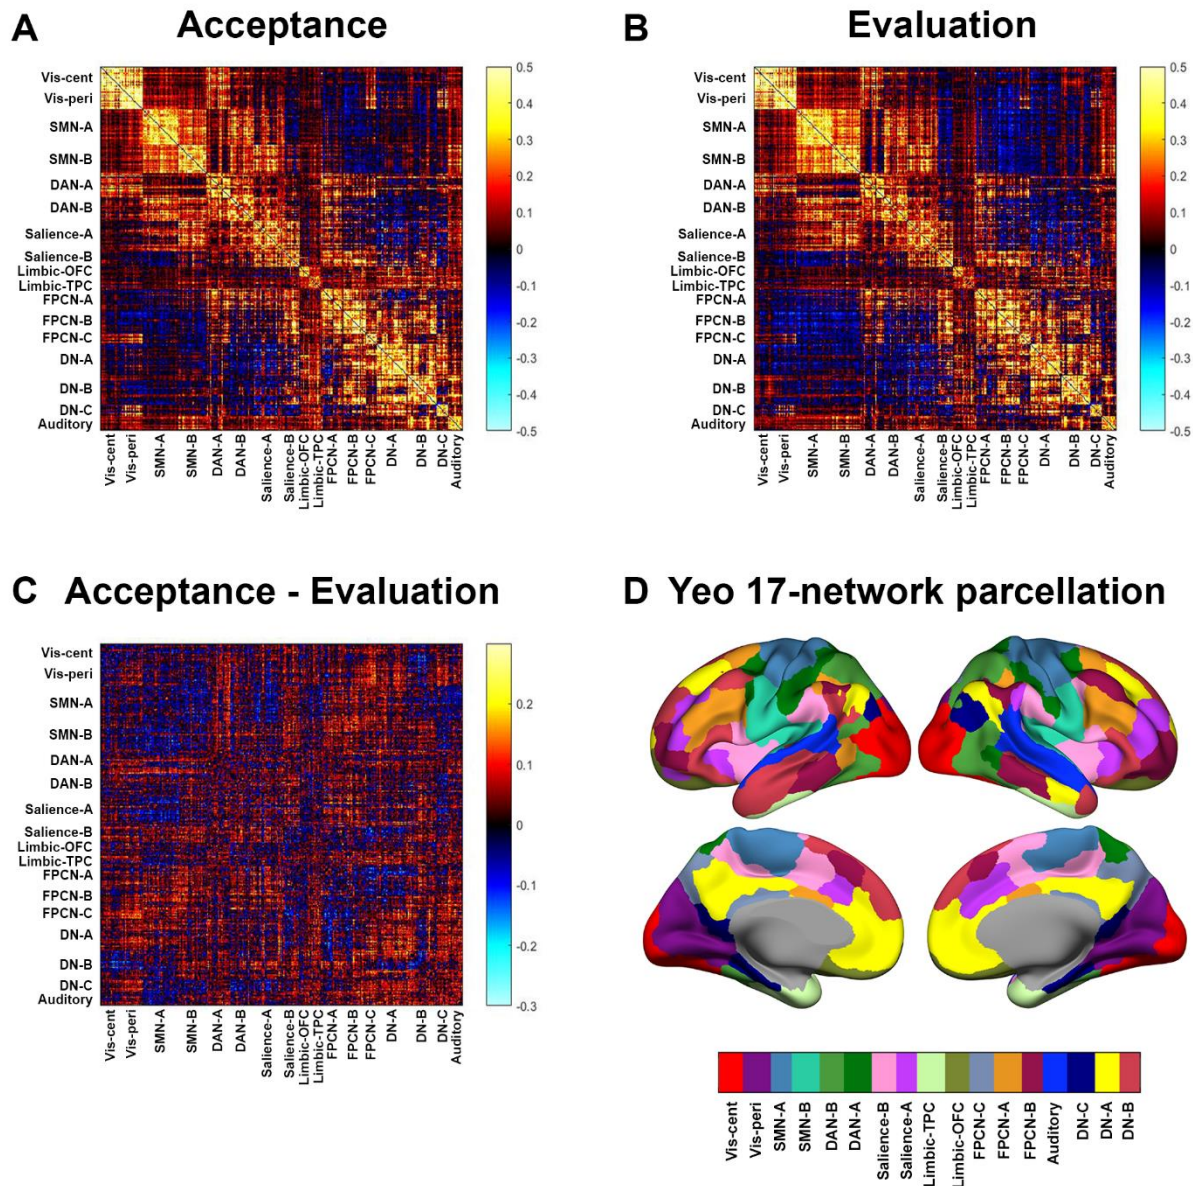 A Acceptance
Vis-cent
Vis-peri
SMN-A
SMN-B
DAN-A
DAN-B
Salience-A
Salience-B
Limbic-OFC
Limbic-TPC
FPCN-A
FPCN-B
FPCN-C
DN-A
DN-B
DN-C
Auditory
0.5
0.4
0.3
0.2
0.1
0
-0.1
-0.2
-0.3
-0.4
-0.5
Vis-cent
Vis-peri
SMN-A
SMN-B
DAN-A
DAN-B
Salience-A
Salience-B
Limbic-OFC
Limbic-TPC
FPCN-A
FPCN-B
FPCN-C
DN-A
DN-B
DN-C
Auditory
B Evaluation
Vis-cent
Vis-peri
SMN-A
SMN-B
DAN-A
DAN-B
Salience-A
Salience-B
Limbic-OFC
Limbic-TPC
FPCN-A
FPCN-B
FPCN-C
DN-A
DN-B
DN-C
Auditory
0.5
0.4
0.3
0.2
0.1
0
-0.1
-0.2
-0.3
-0.4
-0.5
Vis-cent
Vis-peri
SMN-A
SMN-B
DAN-A
DAN-B
Salience-A
Salience-B
Limbic-OFC
Limbic-TPC
FPCN-A
FPCN-B
FPCN-C
DN-A
DN-B
DN-C
Auditory
C Acceptance - Evaluation
Vis-cent
Vis-peri
SMN-A
SMN-B
DAN-A
DAN-B
Salience-A
Salience-B
Limbic-OFC
Limbic-TPC
FPCN-A
FPCN-B
FPCN-C
DN-A
DN-B
DN-C
Auditory
0.2
0.1
0
-0.1
-0.2
-0.3
Vis-cent
Vis-peri
SMN-A
SMN-B
DAN-A
DAN-B
Salience-A
Salience-B
Limbic-OFC
Limbic-TPC
FPCN-A
FPCN-B
FPCN-C
DN-A
DN-B
DN-C
Auditory
D Yeo 17-network parcellation
Vis-cent
Vis-peri
SMN-A
SMN-B
DAN-B
DAN-A
Salience-B
Salience-A
Limbic-TPC
Limbic-OFC
FPCN-C
FPCN-A
FPCN-B
Auditory
DN-C
DN-A
DN-B